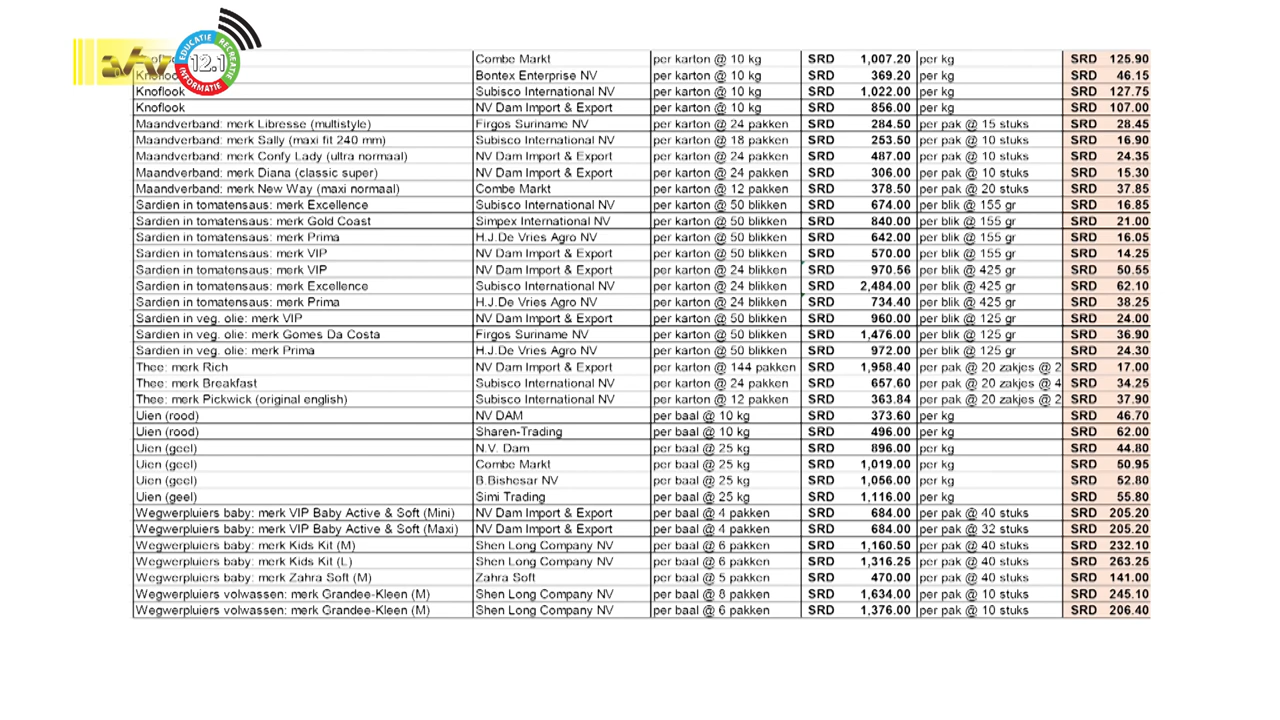 atv
EDUCATIE RECREATIE INFORMATIE
12.1
Combe Markt per karton @ 10 kg SRD 1,007.20 per kg SRD 125.90
Knoflook Bontex Enterprise NV per karton @ 10 kg SRD 369.20 per kg SRD 46.15
Knoflook Subisco International NV per karton @ 10 kg SRD 1,022.00 per kg SRD 127.75
Knoflook NV Dam Import & Export per karton @ 10 kg SRD 856.00 per kg SRD 107.00
Maandverband: merk Libresse (multistyle) Firgos Suriname NV per karton @ 24 pakken SRD 284.50 per pak @ 15 stuks SRD 28.45
Maandverband: merk Sally (maxi fit 240 mm) Subisco International NV per karton @ 18 pakken SRD 253.50 per pak @ 10 stuks SRD 16.90
Maandverband: merk Confy Lady (ultra normaal) NV Dam Import & Export per karton @ 24 pakken SRD 487.00 per pak @ 10 stuks SRD 24.35
Maandverband: merk Diana (classic super) NV Dam Import & Export per karton @ 24 pakken SRD 306.00 per pak @ 10 stuks SRD 15.30
Maandverband: merk New Way (maxi normaal) Combe Markt per karton @ 12 pakken SRD 378.50 per pak @ 20 stuks SRD 37.85
Sardien in tomatensaus: merk Excellence Subisco International NV per karton @ 50 blikken SRD 674.00 per blik @ 155 gr SRD 16.85
Sardien in tomatensaus: merk Gold Coast Simpex International NV per karton @ 50 blikken SRD 840.00 per blik @ 155 gr SRD 21.00
Sardien in tomatensaus: merk Prima H.J.De Vries Agro NV per karton @ 50 blikken SRD 642.00 per blik @ 155 gr SRD 16.05
Sardien in tomatensaus: merk VIP NV Dam Import & Export per karton @ 50 blikken SRD 570.00 per blik @ 155 gr SRD 14.25
Sardien in tomatensaus: merk VIP NV Dam Import & Export per karton @ 24 blikken SRD 970.56 per blik @ 425 gr SRD 50.55
Sardien in tomatensaus: merk Excellence Subisco International NV per karton @ 24 blikken SRD 2,484.00 per blik @ 425 gr SRD 62.10
Sardien in tomatensaus: merk Prima H.J.De Vries Agro NV per karton @ 24 blikken SRD 734.40 per blik @ 425 gr SRD 38.25
Sardien in veg. olie: merk VIP NV Dam Import & Export per karton @ 50 blikken SRD 960.00 per blik @ 125 gr SRD 24.00
Sardien in veg. olie: merk Gomes Da Costa Firgos Suriname NV per karton @ 50 blikken SRD 1,476.00 per blik @ 125 gr SRD 36.90
Sardien in veg. olie: merk Prima H.J.De Vries Agro NV per karton @ 50 blikken SRD 972.00 per blik @ 125 gr SRD 24.30
Thee: merk Rich NV Dam Import & Export per karton @ 144 pakken SRD 1,958.40 per pak @ 20 zakjes @ 2 SRD 17.00
Thee: merk Breakfast Subisco International NV per karton @ 24 pakken SRD 657.60 per pak @ 20 zakjes @ 4 SRD 34.25
Thee: merk Pickwick (original english) Subisco International NV per karton @ 12 pakken SRD 363.84 per pak @ 20 zakjes @ 2 SRD 37.90
Uien (rood) NV DAM per baal @ 10 kg SRD 373.60 per kg SRD 46.70
Uien (rood) Sharen-Trading per baal @ 10 kg SRD 496.00 per kg SRD 62.00
Uien (geel) N.V. Dam per baal @ 25 kg SRD 896.00 per kg SRD 44.80
Uien (geel) Combe Markt per baal @ 25 kg SRD 1,019.00 per kg SRD 50.95
Uien (geel) B.Bishesar NV per baal @ 25 kg SRD 1,056.00 per kg SRD 52.80
Uien (geel) Simi Trading per baal @ 25 kg SRD 1,116.00 per kg SRD 55.80
Wegwerpluiers baby: merk VIP Baby Active & Soft (Mini) NV Dam Import & Export per baal @ 4 pakken SRD 684.00 per pak @ 40 stuks SRD 205.20
Wegwerpluiers baby: merk VIP Baby Active & Soft (Maxi) NV Dam Import & Export per baal @ 4 pakken SRD 684.00 per pak @ 32 stuks SRD 205.20
Wegwerpluiers baby: merk Kids Kit (M) Shen Long Company NV per baal @ 6 pakken SRD 1,160.50 per pak @ 40 stuks SRD 232.10
Wegwerpluiers baby: merk Kids Kit (L) Shen Long Company NV per baal @ 6 pakken SRD 1,316.25 per pak @ 40 stuks SRD 263.25
Wegwerpluiers baby: merk Zahra Soft (M) Zahra Soft per baal @ 5 pakken SRD 470.00 per pak @ 40 stuks SRD 141.00
Wegwerpluiers volwassen: merk Grandee-Kleen (M) Shen Long Company NV per baal @ 8 pakken SRD 1,634.00 per pak @ 10 stuks SRD 245.10
Wegwerpluiers volwassen: merk Grandee-Kleen (M) Shen Long Company NV per baal @ 6 pakken SRD 1,376.00 per pak @ 10 stuks SRD 206.40